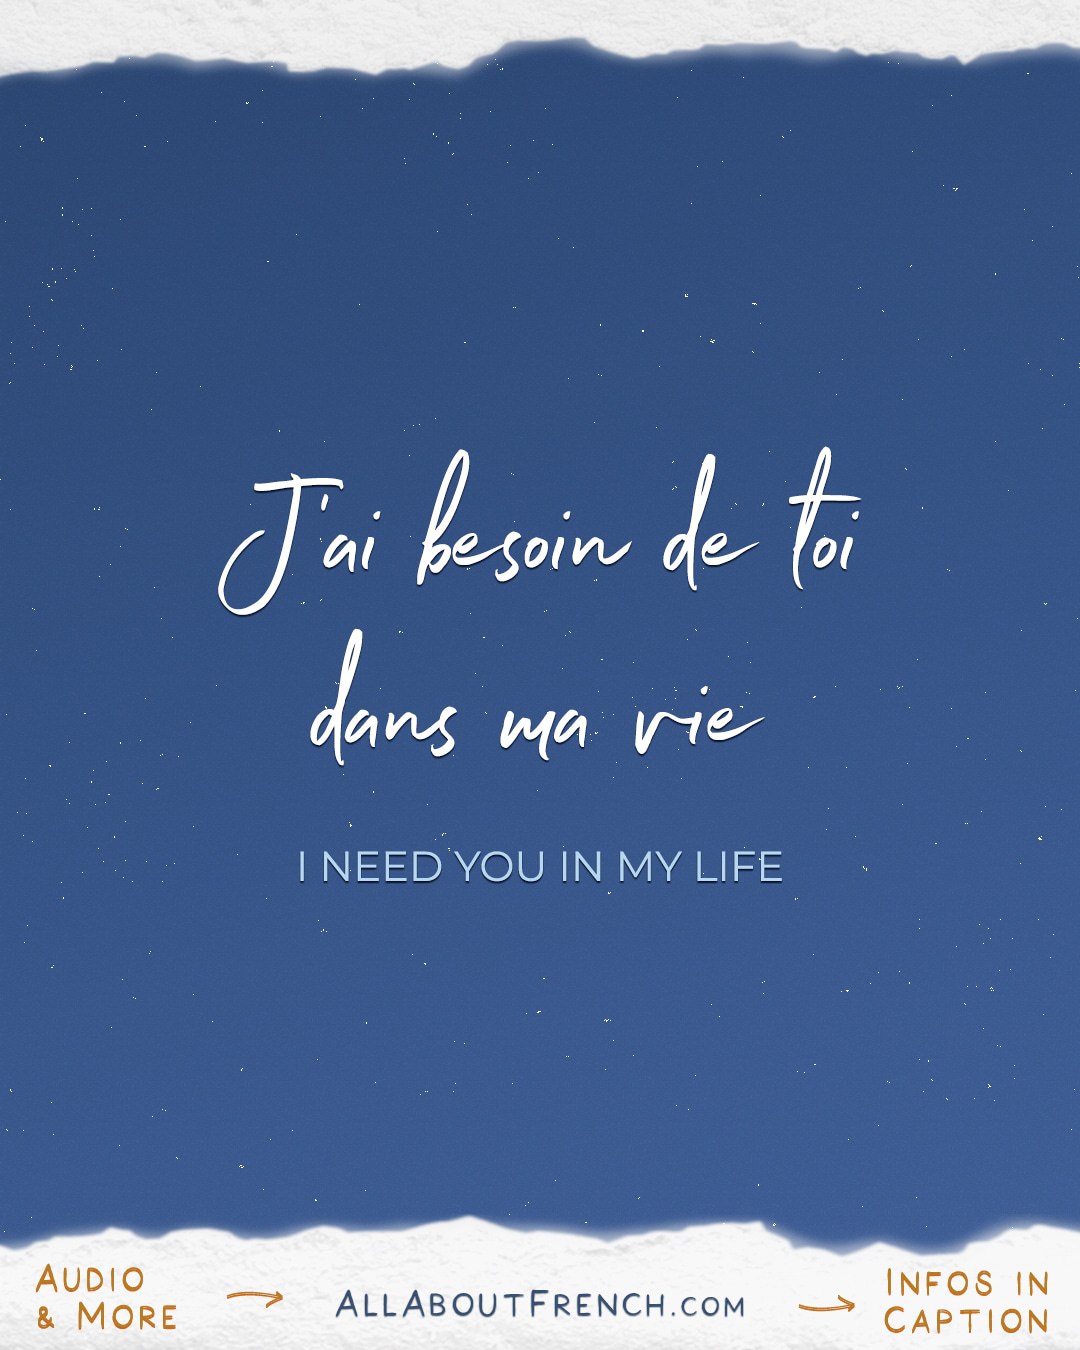 J'ai besoin de toi
dans ma vie
I NEED YOU IN MY LIFE
AUDIO
& MORE
ALLABOUTFRENCH.COM
INFOS IN
CAPTION